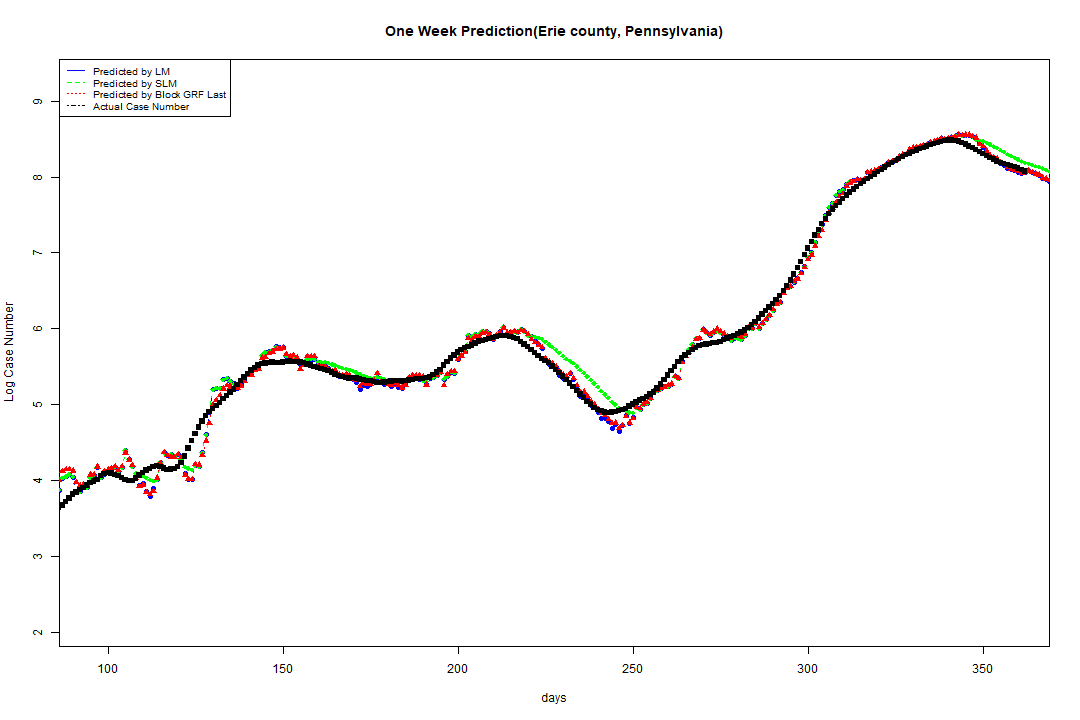 One Week Prediction(Erie county, Pennsylvania)
Predicted by LM
Predicted by SLM
Predicted by Block GRF Last
Actual Case Number
9
8
7
6
5
4
3
2
Log Case Number
100 150 200 250 300 350
days